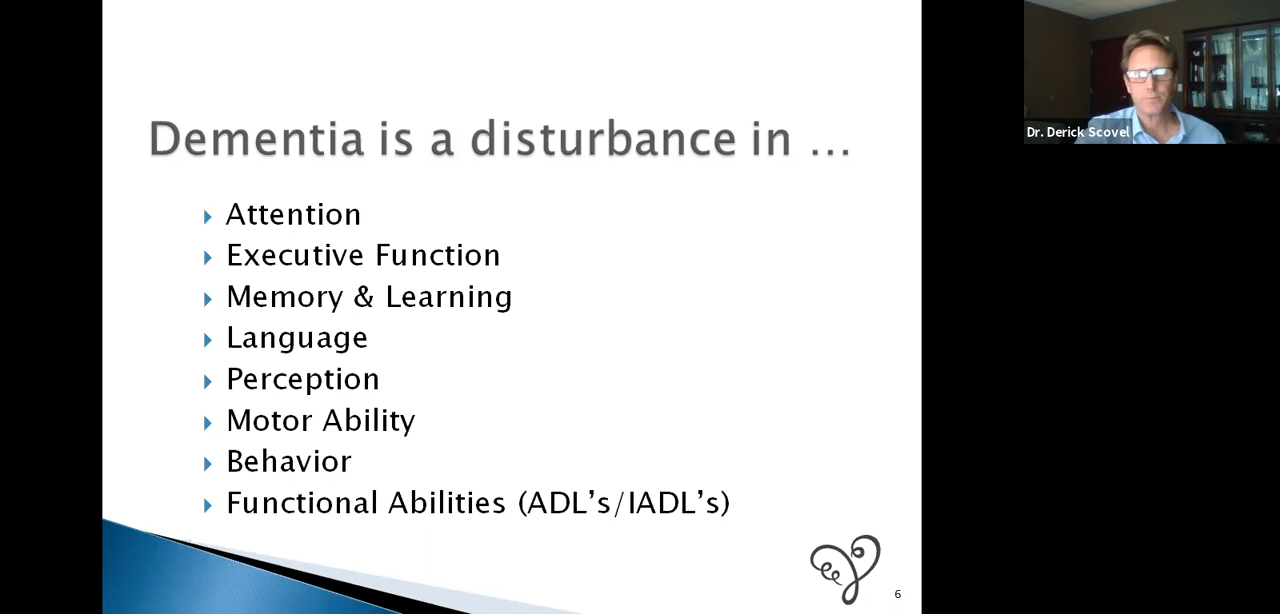 Demenia is a disturbance in ...
Attention
Executive Function
Memory & Learning
Language
Perception
Motor Ability
Behavior
Functional Abilities (ADL's/IADL's)
6
Dr. Derick Scovel